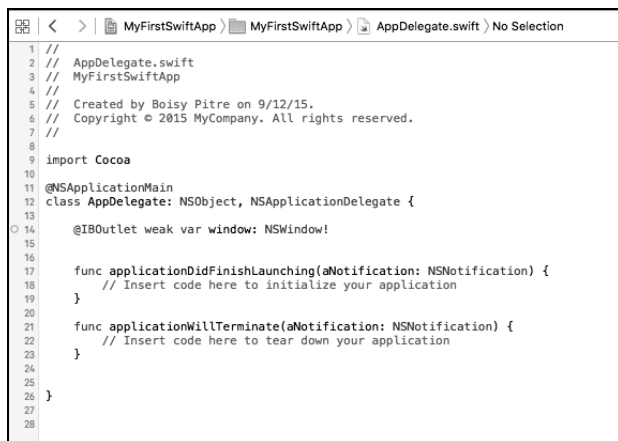 MyFirstSwiftApp MyFirstSwiftApp AppDelegate.swift No Selection
1 //
2 //  AppDelegate.swift
3 //  MyFirstSwiftApp
4 //
5 //  Created by Boisy Pitre on 9/12/15.
6 //  Copyright © 2015 MyCompany. All rights reserved.
7 //
8
9 import Cocoa
10
11 @NSApplicationMain
12 class AppDelegate: NSObject, NSApplicationDelegate {
13
14     @IBOutlet weak var window: NSWindow!
15
16
17     func applicationDidFinishLaunching(aNotification: NSNotification) {
18         // Insert code here to initialize your application
19     }
20
21     func applicationWillTerminate(aNotification: NSNotification) {
22         // Insert code here to tear down your application
23     }
24
25
26 }
27
28